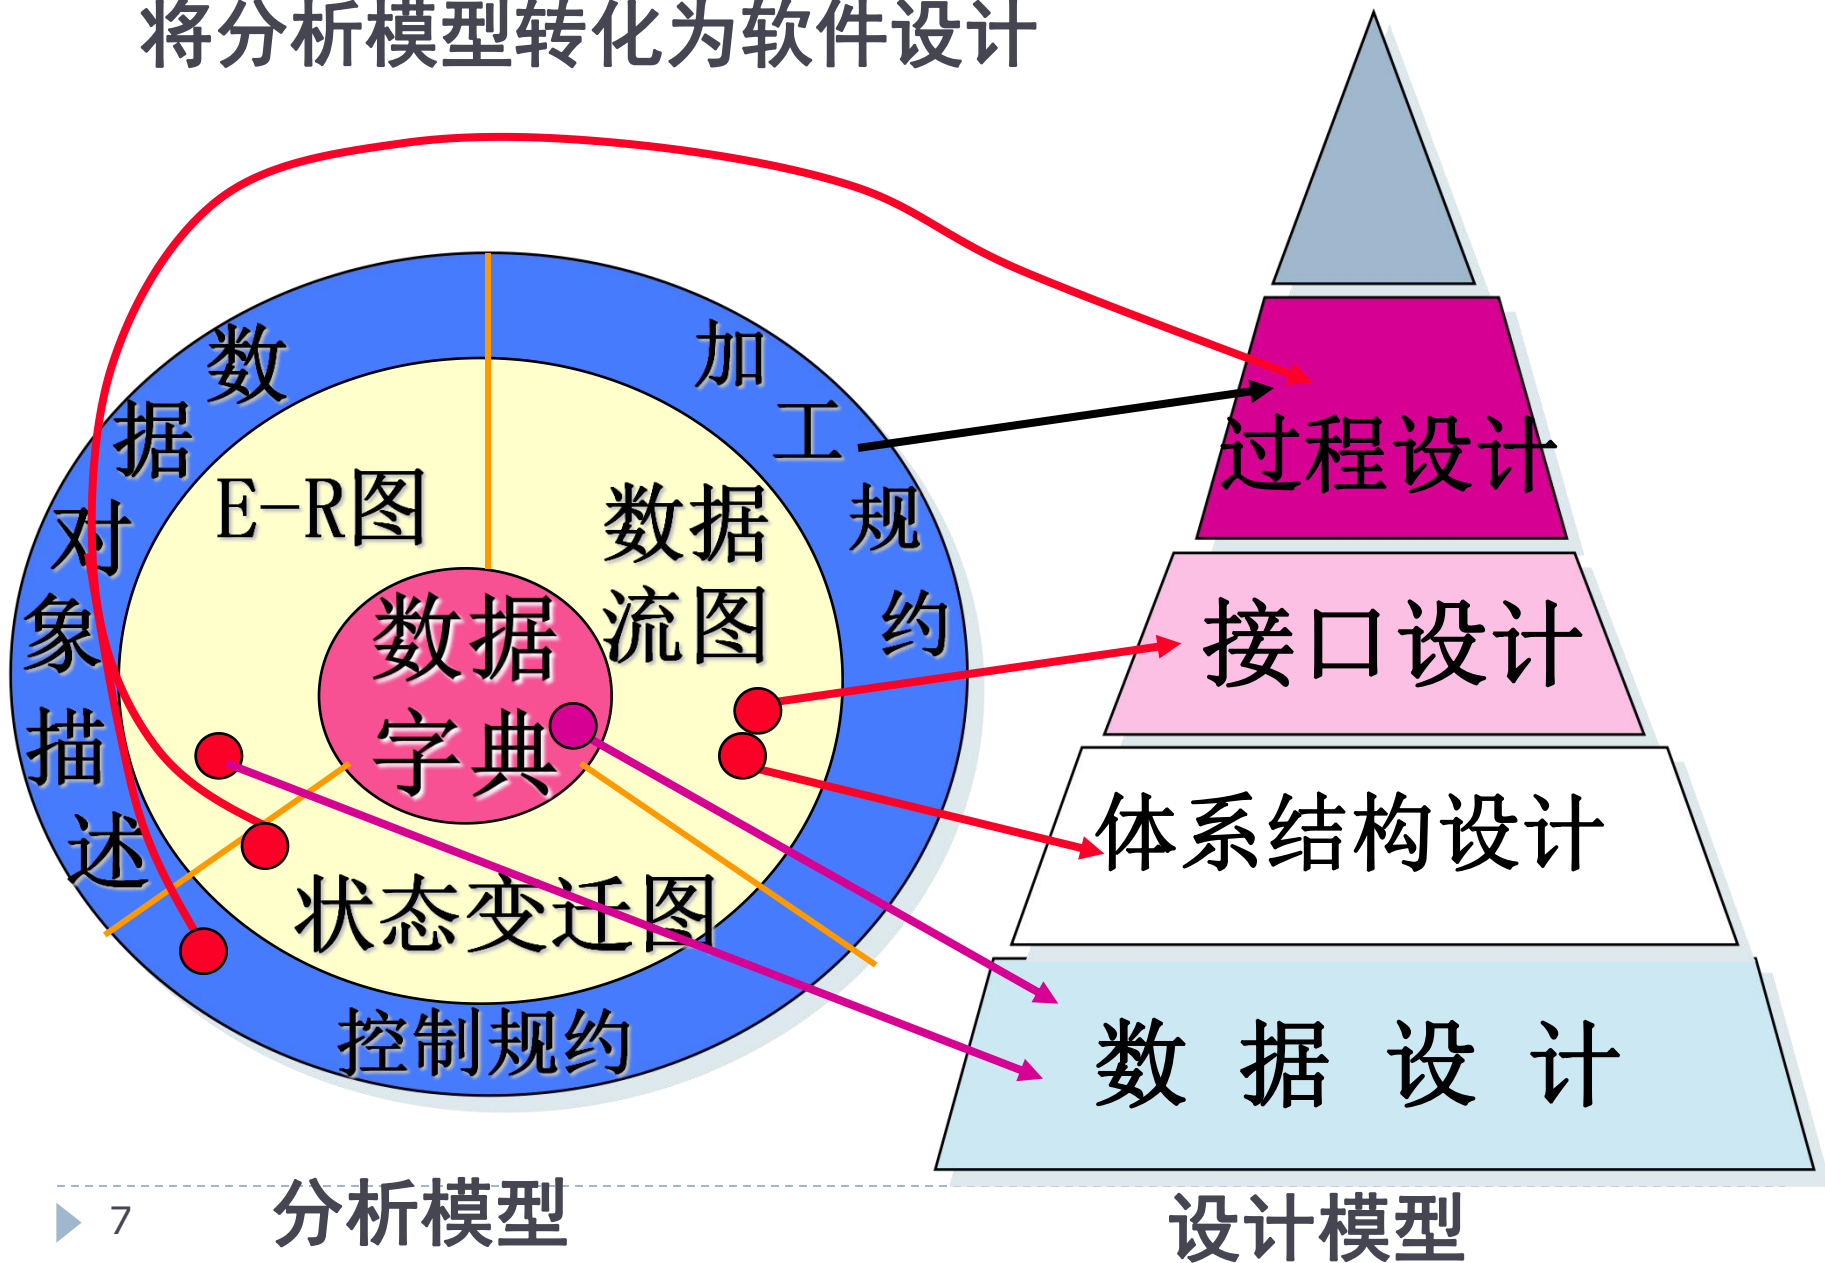 将分析模型转化为软件设计
数据对象描述
加工规约
E-R图
数据
流图
数据
字典
状态变迁图
控制规约
过程设计
接口设计
体系结构设计
数 据 设 计
分析模型
设计模型
7